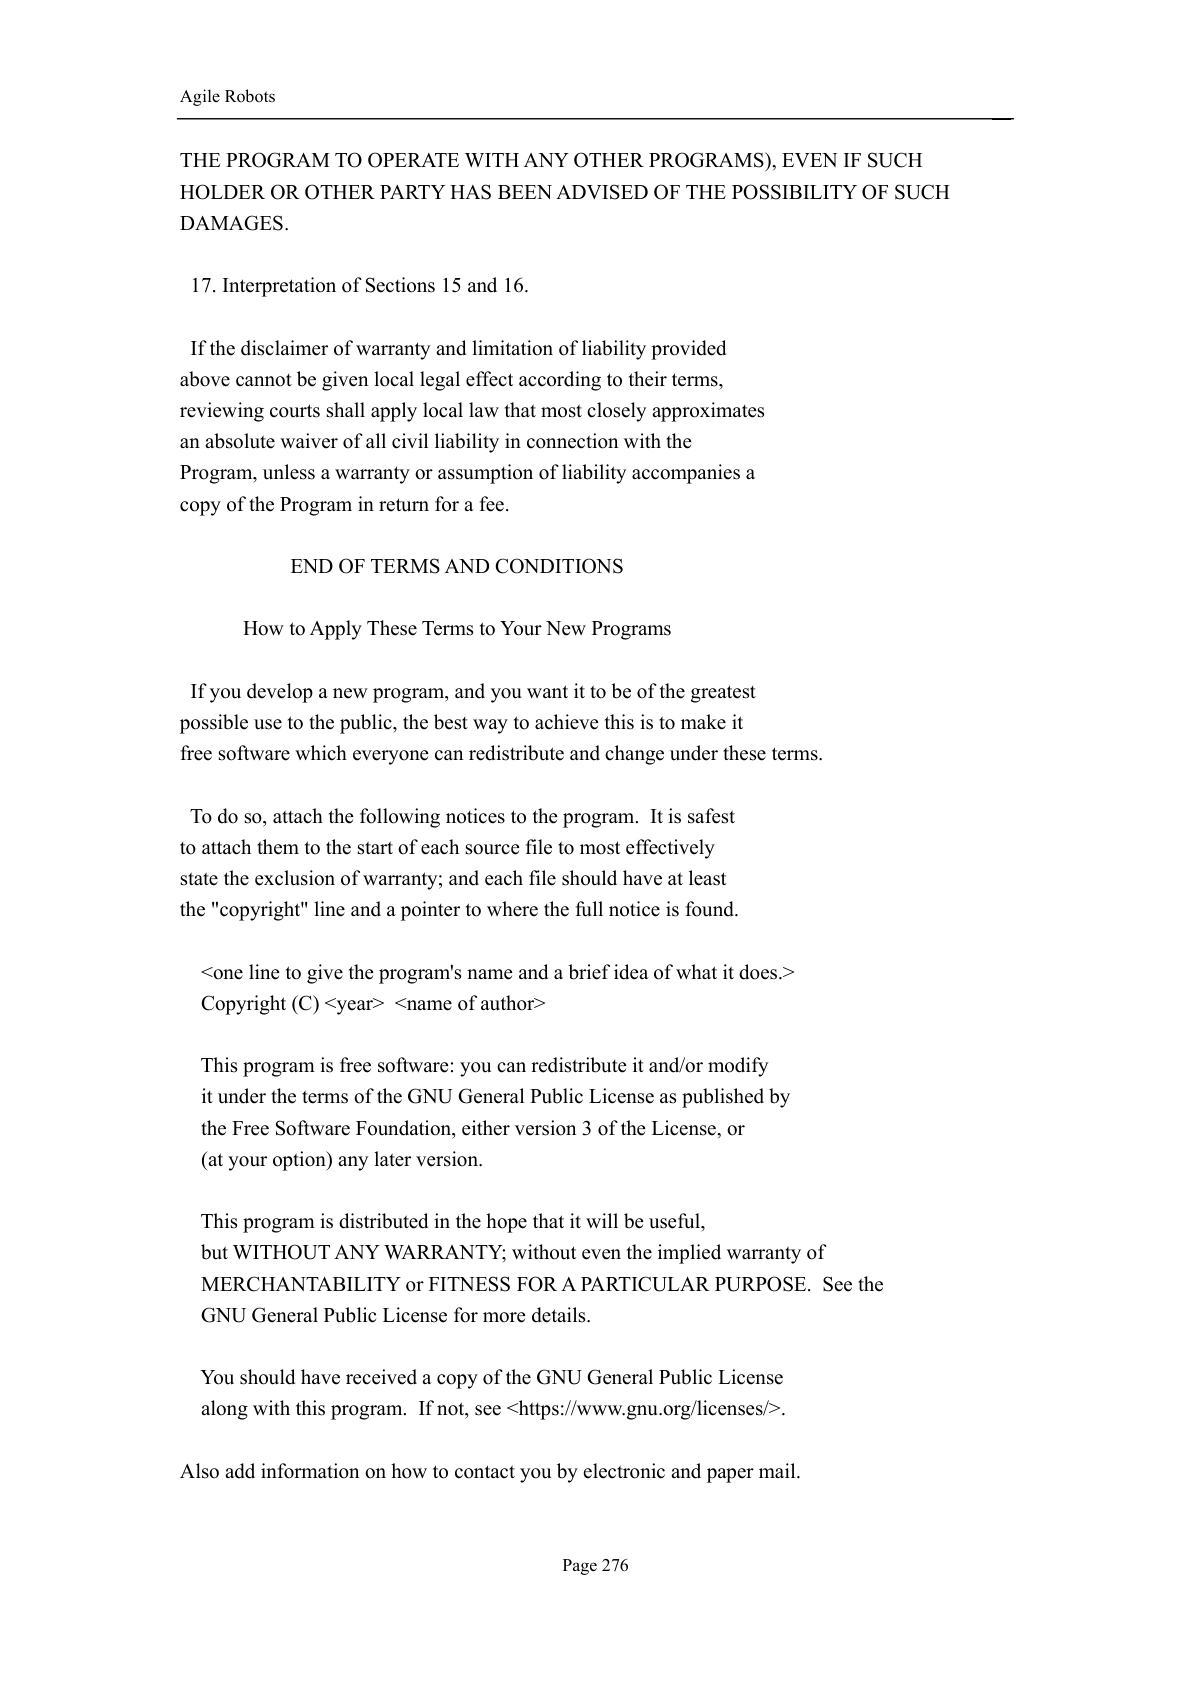 Agile Robots
THE PROGRAM TO OPERATE WITH ANY OTHER PROGRAMS), EVEN IF SUCH
HOLDER OR OTHER PARTY HAS BEEN ADVISED OF THE POSSIBILITY OF SUCH
DAMAGES.
17. Interpretation of Sections 15 and 16.
If the disclaimer of warranty and limitation of liability provided
above cannot be given local legal effect according to their terms,
reviewing courts shall apply local law that most closely approximates
an absolute waiver of all civil liability in connection with the
Program, unless a warranty or assumption of liability accompanies a
copy of the Program in return for a fee.
END OF TERMS AND CONDITIONS
How to Apply These Terms to Your New Programs
If you develop a new program, and you want it to be of the greatest
possible use to the public, the best way to achieve this is to make it
free software which everyone can redistribute and change under these terms.
To do so, attach the following notices to the program.  It is safest
to attach them to the start of each source file to most effectively
state the exclusion of warranty; and each file should have at least
the "copyright" line and a pointer to where the full notice is found.
<one line to give the program's name and a brief idea of what it does.>
Copyright (C) <year>  <name of author>
This program is free software: you can redistribute it and/or modify
it under the terms of the GNU General Public License as published by
the Free Software Foundation, either version 3 of the License, or
(at your option) any later version.
This program is distributed in the hope that it will be useful,
but WITHOUT ANY WARRANTY; without even the implied warranty of
MERCHANTABILITY or FITNESS FOR A PARTICULAR PURPOSE.  See the
GNU General Public License for more details.
You should have received a copy of the GNU General Public License
along with this program.  If not, see <https://www.gnu.org/licenses/>.
Also add information on how to contact you by electronic and paper mail.
Page 276